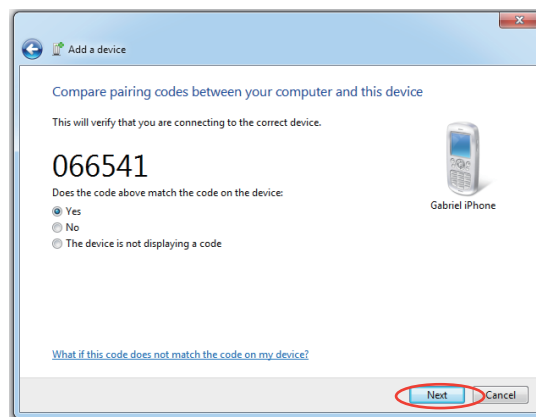 Add a device
Compare pairing codes between your computer and this device
This will verify that you are connecting to the correct device.
066541
Does the code above match the code on the device:
Yes
No
The device is not displaying a code
Gabriel iPhone
What if this code does not match the code on my device?
Next
Cancel